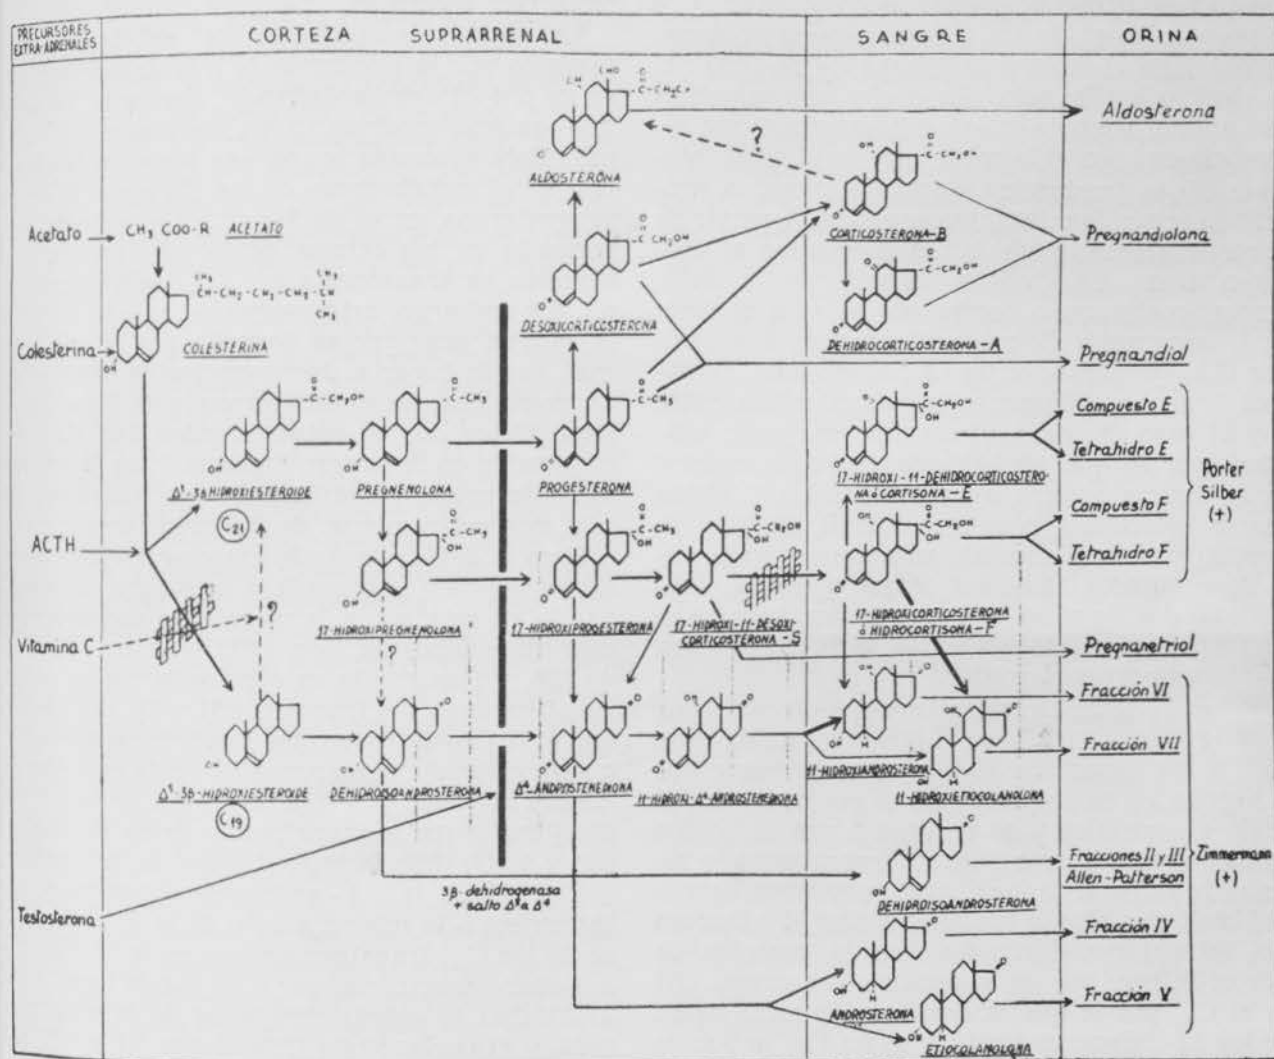 PRECURSORES
EXTRA-ADRENALES
CORTEZA SUPRARRENAL
SANGRE
ORINA
Aldosterona
?
ALDOSTERONA
CORTICOSTERONA-B
Pregnandiolona
Acetato
CH3 COO-R ACETATO
DESOXICORTICOSTERONA
DEHIDROCORTICOSTERONA-A
Colesterina
COLESTERINA
Pregnandiol
Δ5-3β HIDROXIESTEROIDE
C21
PREGNENOLONA
PROGESTERONA
17-HIDROXI-11-DEHIDROCORTICOSTERO-
NA ó CORTISONA-E
Compuesto E
Tetrahidro E
Compuesto F
Tetrahidro F
Porter
Silber
(+)
ACTH
17-HIDROXIPREGNENOLONA
17-HIDROXIPROGESTERONA
17-HIDROXI-11-DESOXI-
CORTICOSTERONA-S
17-HIDROXICORTICOSTERONA
ó HIDROCORTISONA-F
Vitamina C
?
?
Pregnanetriol
Δ5-3β-HIDROXIESTEROIDE
C19
DEHIDROISOANDROSTERONA
Δ4-ANDROSTENEDIONA
11-HIDROXI-Δ4-ANDROSTENEDIONA
11-HIDROXIANDROSTERONA
11-HIDROXIETIOCOLANOLONA
Fracción VI
Fracción VII
Testosterona
3β-dehidrogenasa
+ salto Δ5 a Δ4
DEHIDROISOANDROSTERONA
Fracciones II y III
Allen-Patterson
Zimmermann
(+)
ANDROSTERONA
Fracción IV
ETIOCOLANOLONA
Fracción V